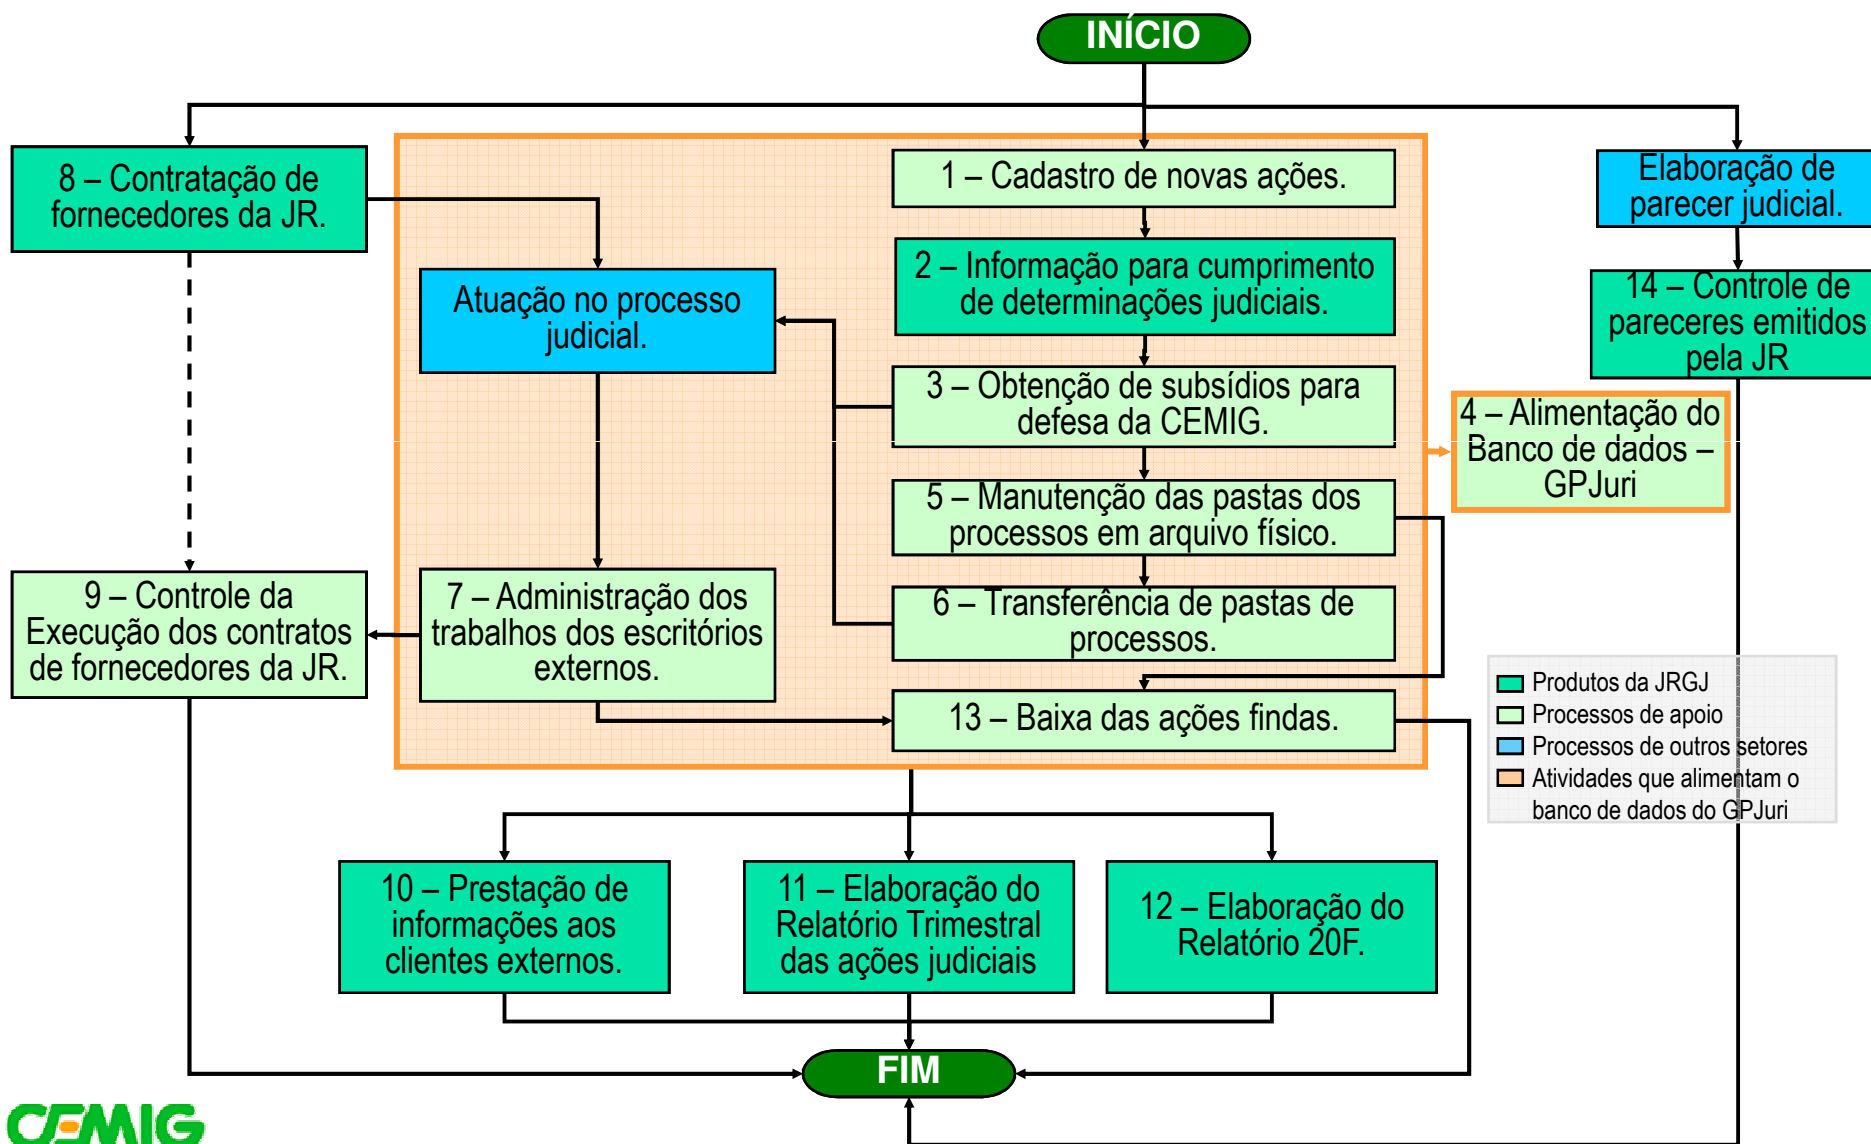 INÍCIO
8 – Contratação de
fornecedores da JR.
1 – Cadastro de novas ações.
Elaboração de
parecer judicial.
2 – Informação para cumprimento
de determinações judiciais.
Atuação no processo
judicial.
14 – Controle de
pareceres emitidos
pela JR
3 – Obtenção de subsídios para
defesa da CEMIG.
4 – Alimentação do
Banco de dados –
GPJuri
5 – Manutenção das pastas dos
processos em arquivo físico.
9 – Controle da
Execução dos contratos
de fornecedores da JR.
7 – Administração dos
trabalhos dos escritórios
externos.
6 – Transferência de pastas de
processos.
13 – Baixa das ações findas.
Produtos da JRGJ
Processos de apoio
Processos de outros setores
Atividades que alimentam o
banco de dados do GPJuri
10 – Prestação de
informações aos
clientes externos.
11 – Elaboração do
Relatório Trimestral
das ações judiciais
12 – Elaboração do
Relatório 20F.
FIM
CEMIG